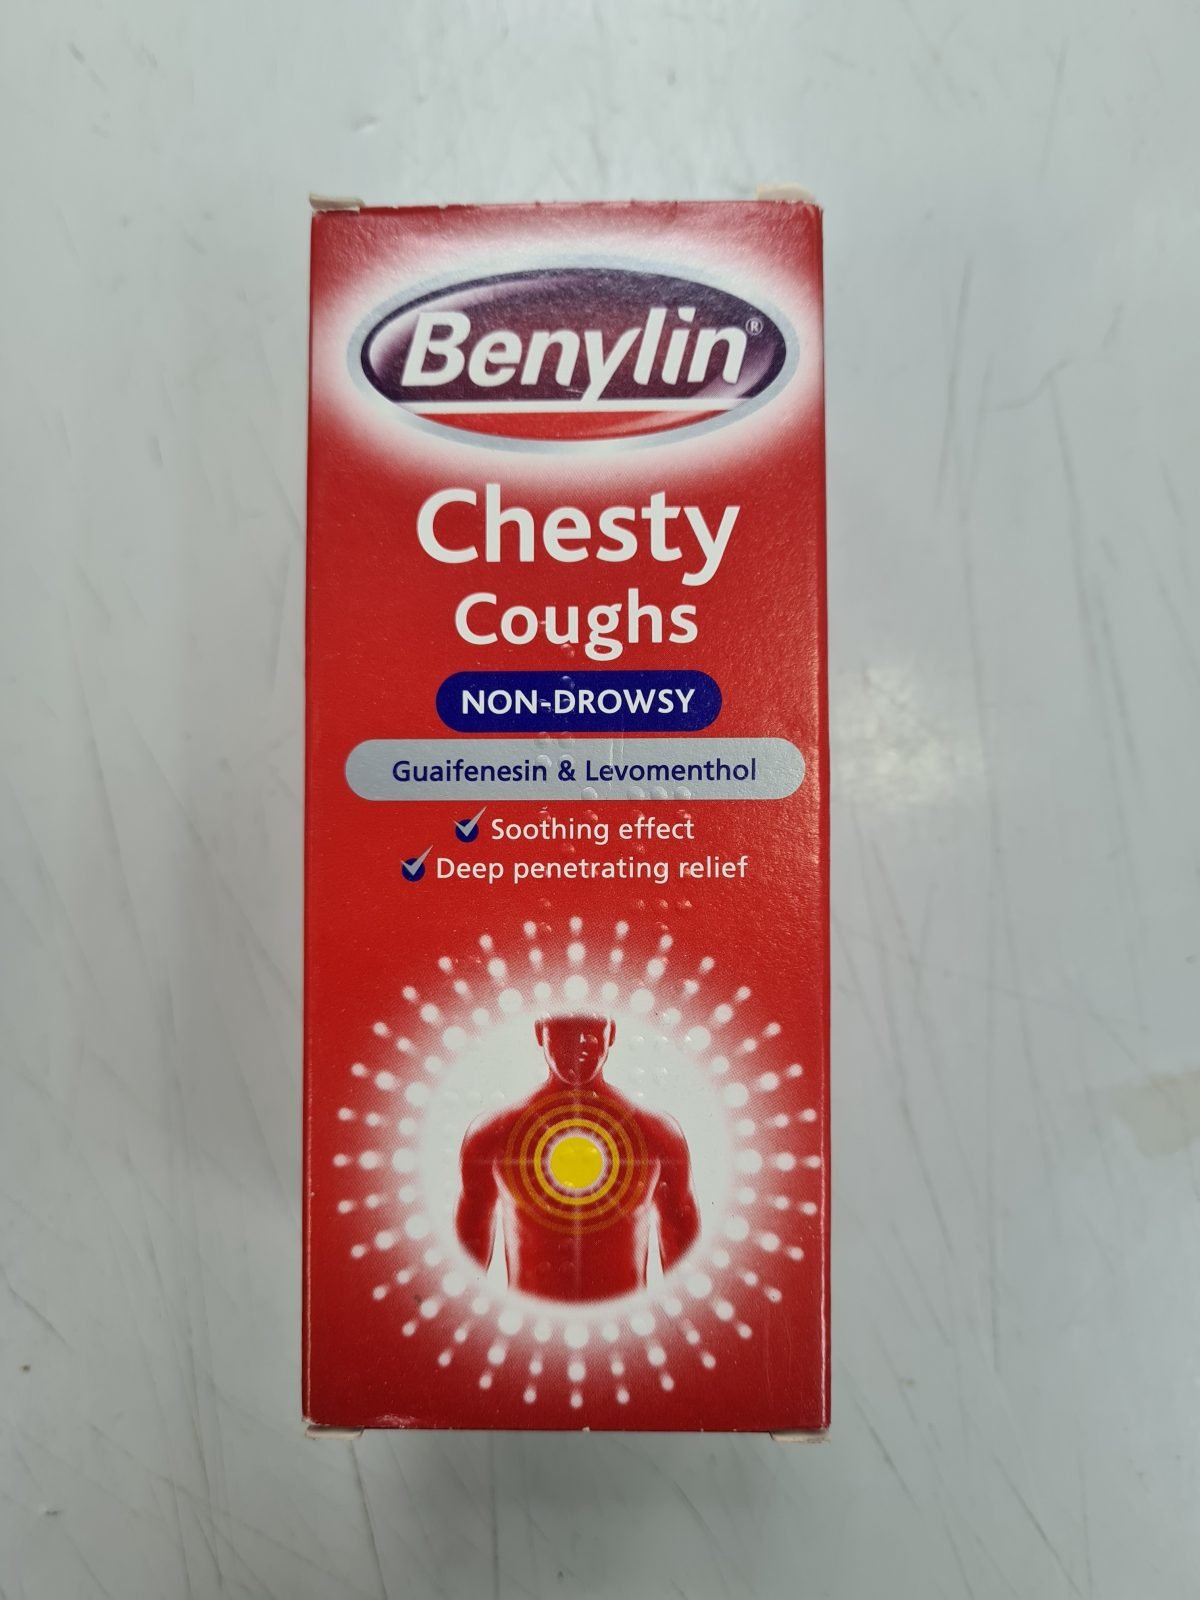 Benylin®
Chesty
Coughs
NON-DROWSY
Guaifenesin & Levomenthol
Soothing effect
Deep penetrating relief